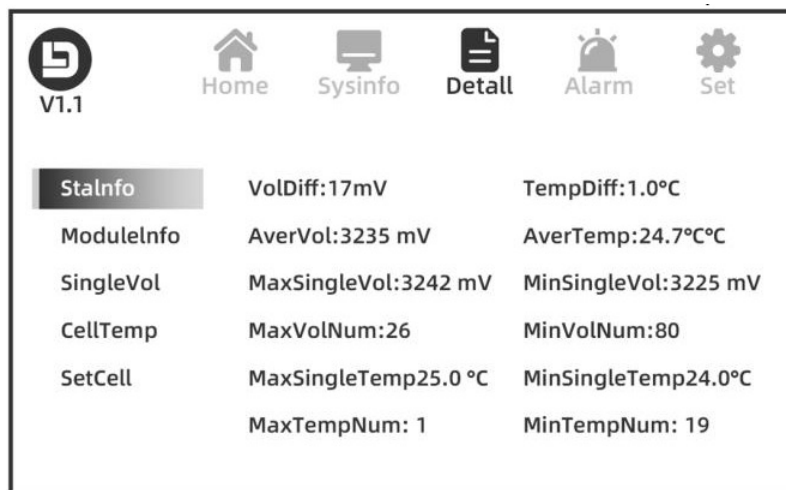 V1.1
Home Sysinfo Detall Alarm Set
Stalnfo VolDiff:17mV TempDiff:1.0°C
Modulelnfo AverVol:3235 mV AverTemp:24.7°C°C
SingleVol MaxSingleVol:3242 mV MinSingleVol:3225 mV
CellTemp MaxVolNum:26 MinVolNum:80
SetCell MaxSingleTemp25.0 °C MinSingleTemp24.0°C
MaxTempNum: 1 MinTempNum: 19